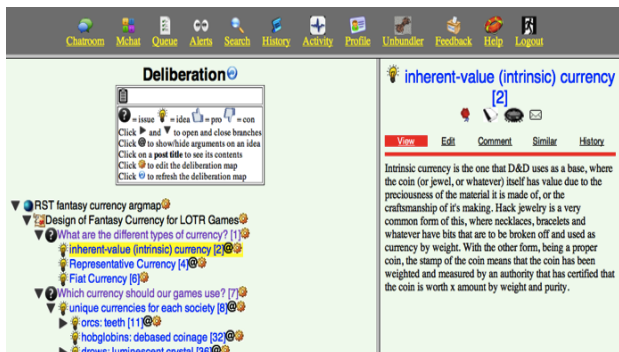 Chatroom Mchat Queue Alerts Search History Activity Profile Unbundler Feedback Help Logout
Deliberation
= issue = idea = pro = con
Click ▶ and ▼ to open and close branches
Click @ to show/hide arguments on an idea
Click on a post title to see its contents
Click to edit the deliberation map
Click to refresh the deliberation map
RST fantasy currency argmap
Design of Fantasy Currency for LOTR Games
What are the different types of currency? [1]
inherent-value (intrinsic) currency [2]@
Representative Currency [4]@
Fiat Currency [6]
Which currency should our games use? [7]
unique currencies for each society [8]@
orcs: teeth [11]@
hobglobins: debased coinage [32]@
drows: luminescent crystal [36]@
inherent-value (intrinsic) currency
[2]
View Edit Comment Similar History
Intrinsic currency is the one that D&D uses as a base, where
the coin (or jewel, or whatever) itself has value due to the
preciousness of the material it is made of, or the
craftsmanship of it's making. Hack jewelry is a very
common form of this, where necklaces, bracelets and
whatever have bits that are to be broken off and used as
currency by weight. With the other form, being a proper
coin, the stamp of the coin means that the coin has been
weighted and measured by an authority that has certified that
the coin is worth x amount by weight and purity.